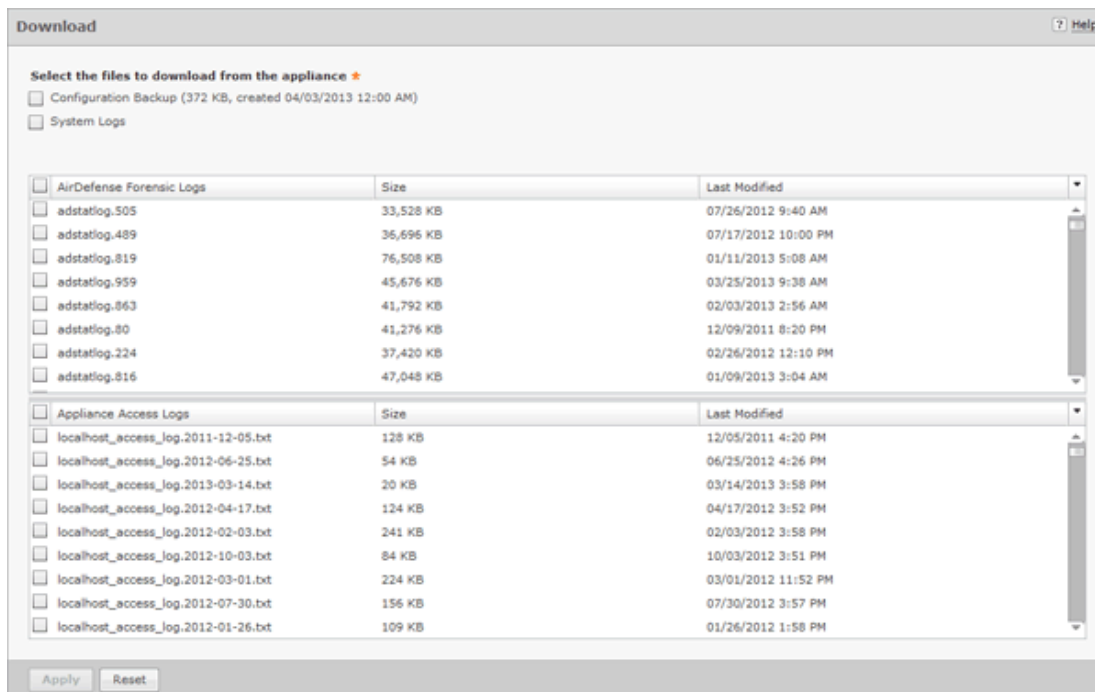 Download
? Help
Select the files to download from the appliance *
Configuration Backup (372 KB, created 04/03/2013 12:00 AM)
System Logs
AirDefense Forensic Logs Size Last Modified
adstatlog.505 33,528 KB 07/26/2012 9:40 AM
adstatlog.489 36,696 KB 07/17/2012 10:00 PM
adstatlog.819 76,508 KB 01/11/2013 5:08 AM
adstatlog.959 45,676 KB 03/25/2013 9:38 AM
adstatlog.863 41,792 KB 02/03/2013 2:56 AM
adstatlog.80 41,276 KB 12/09/2011 8:20 PM
adstatlog.224 37,420 KB 02/26/2012 12:10 PM
adstatlog.816 47,048 KB 01/09/2013 3:04 AM
Appliance Access Logs Size Last Modified
localhost_access_log.2011-12-05.txt 128 KB 12/05/2011 4:20 PM
localhost_access_log.2012-06-25.txt 54 KB 06/25/2012 4:26 PM
localhost_access_log.2013-03-14.txt 20 KB 03/14/2013 3:58 PM
localhost_access_log.2012-04-17.txt 124 KB 04/17/2012 3:52 PM
localhost_access_log.2012-02-03.txt 241 KB 02/03/2012 3:58 PM
localhost_access_log.2012-10-03.txt 84 KB 10/03/2012 3:51 PM
localhost_access_log.2012-03-01.txt 224 KB 03/01/2012 11:52 PM
localhost_access_log.2012-07-30.txt 156 KB 07/30/2012 3:57 PM
localhost_access_log.2012-01-26.txt 109 KB 01/26/2012 1:58 PM
Apply Reset